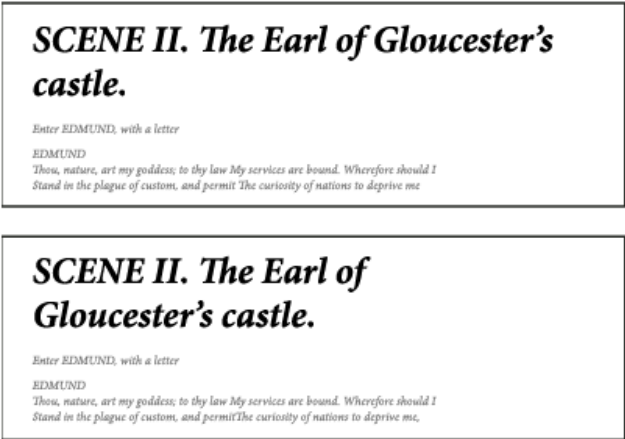 SCENE II. The Earl of Gloucester’s
castle.
Enter EDMUND, with a letter
EDMUND
Thou, nature, art my goddess; to thy law My services are bound. Wherefore should I
Stand in the plague of custom, and permit The curiosity of nations to deprive me
SCENE II. The Earl of
Gloucester’s castle.
Enter EDMUND, with a letter
EDMUND
Thou, nature, art my goddess; to thy law My services are bound. Wherefore should I
Stand in the plague of custom, and permitThe curiosity of nations to deprive me,